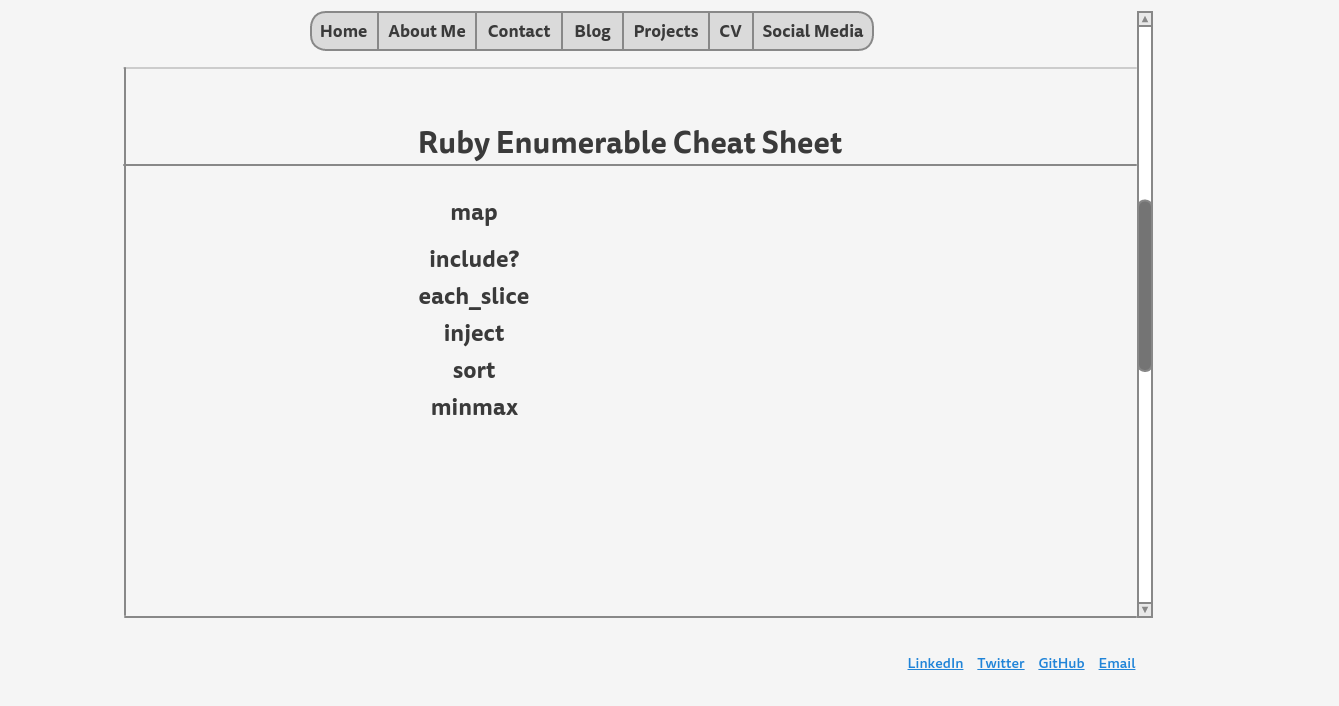 Home About Me Contact Blog Projects CV Social Media
Ruby Enumerable Cheat Sheet
map
include?
each_slice
inject
sort
minmax
LinkedIn Twitter GitHub Email